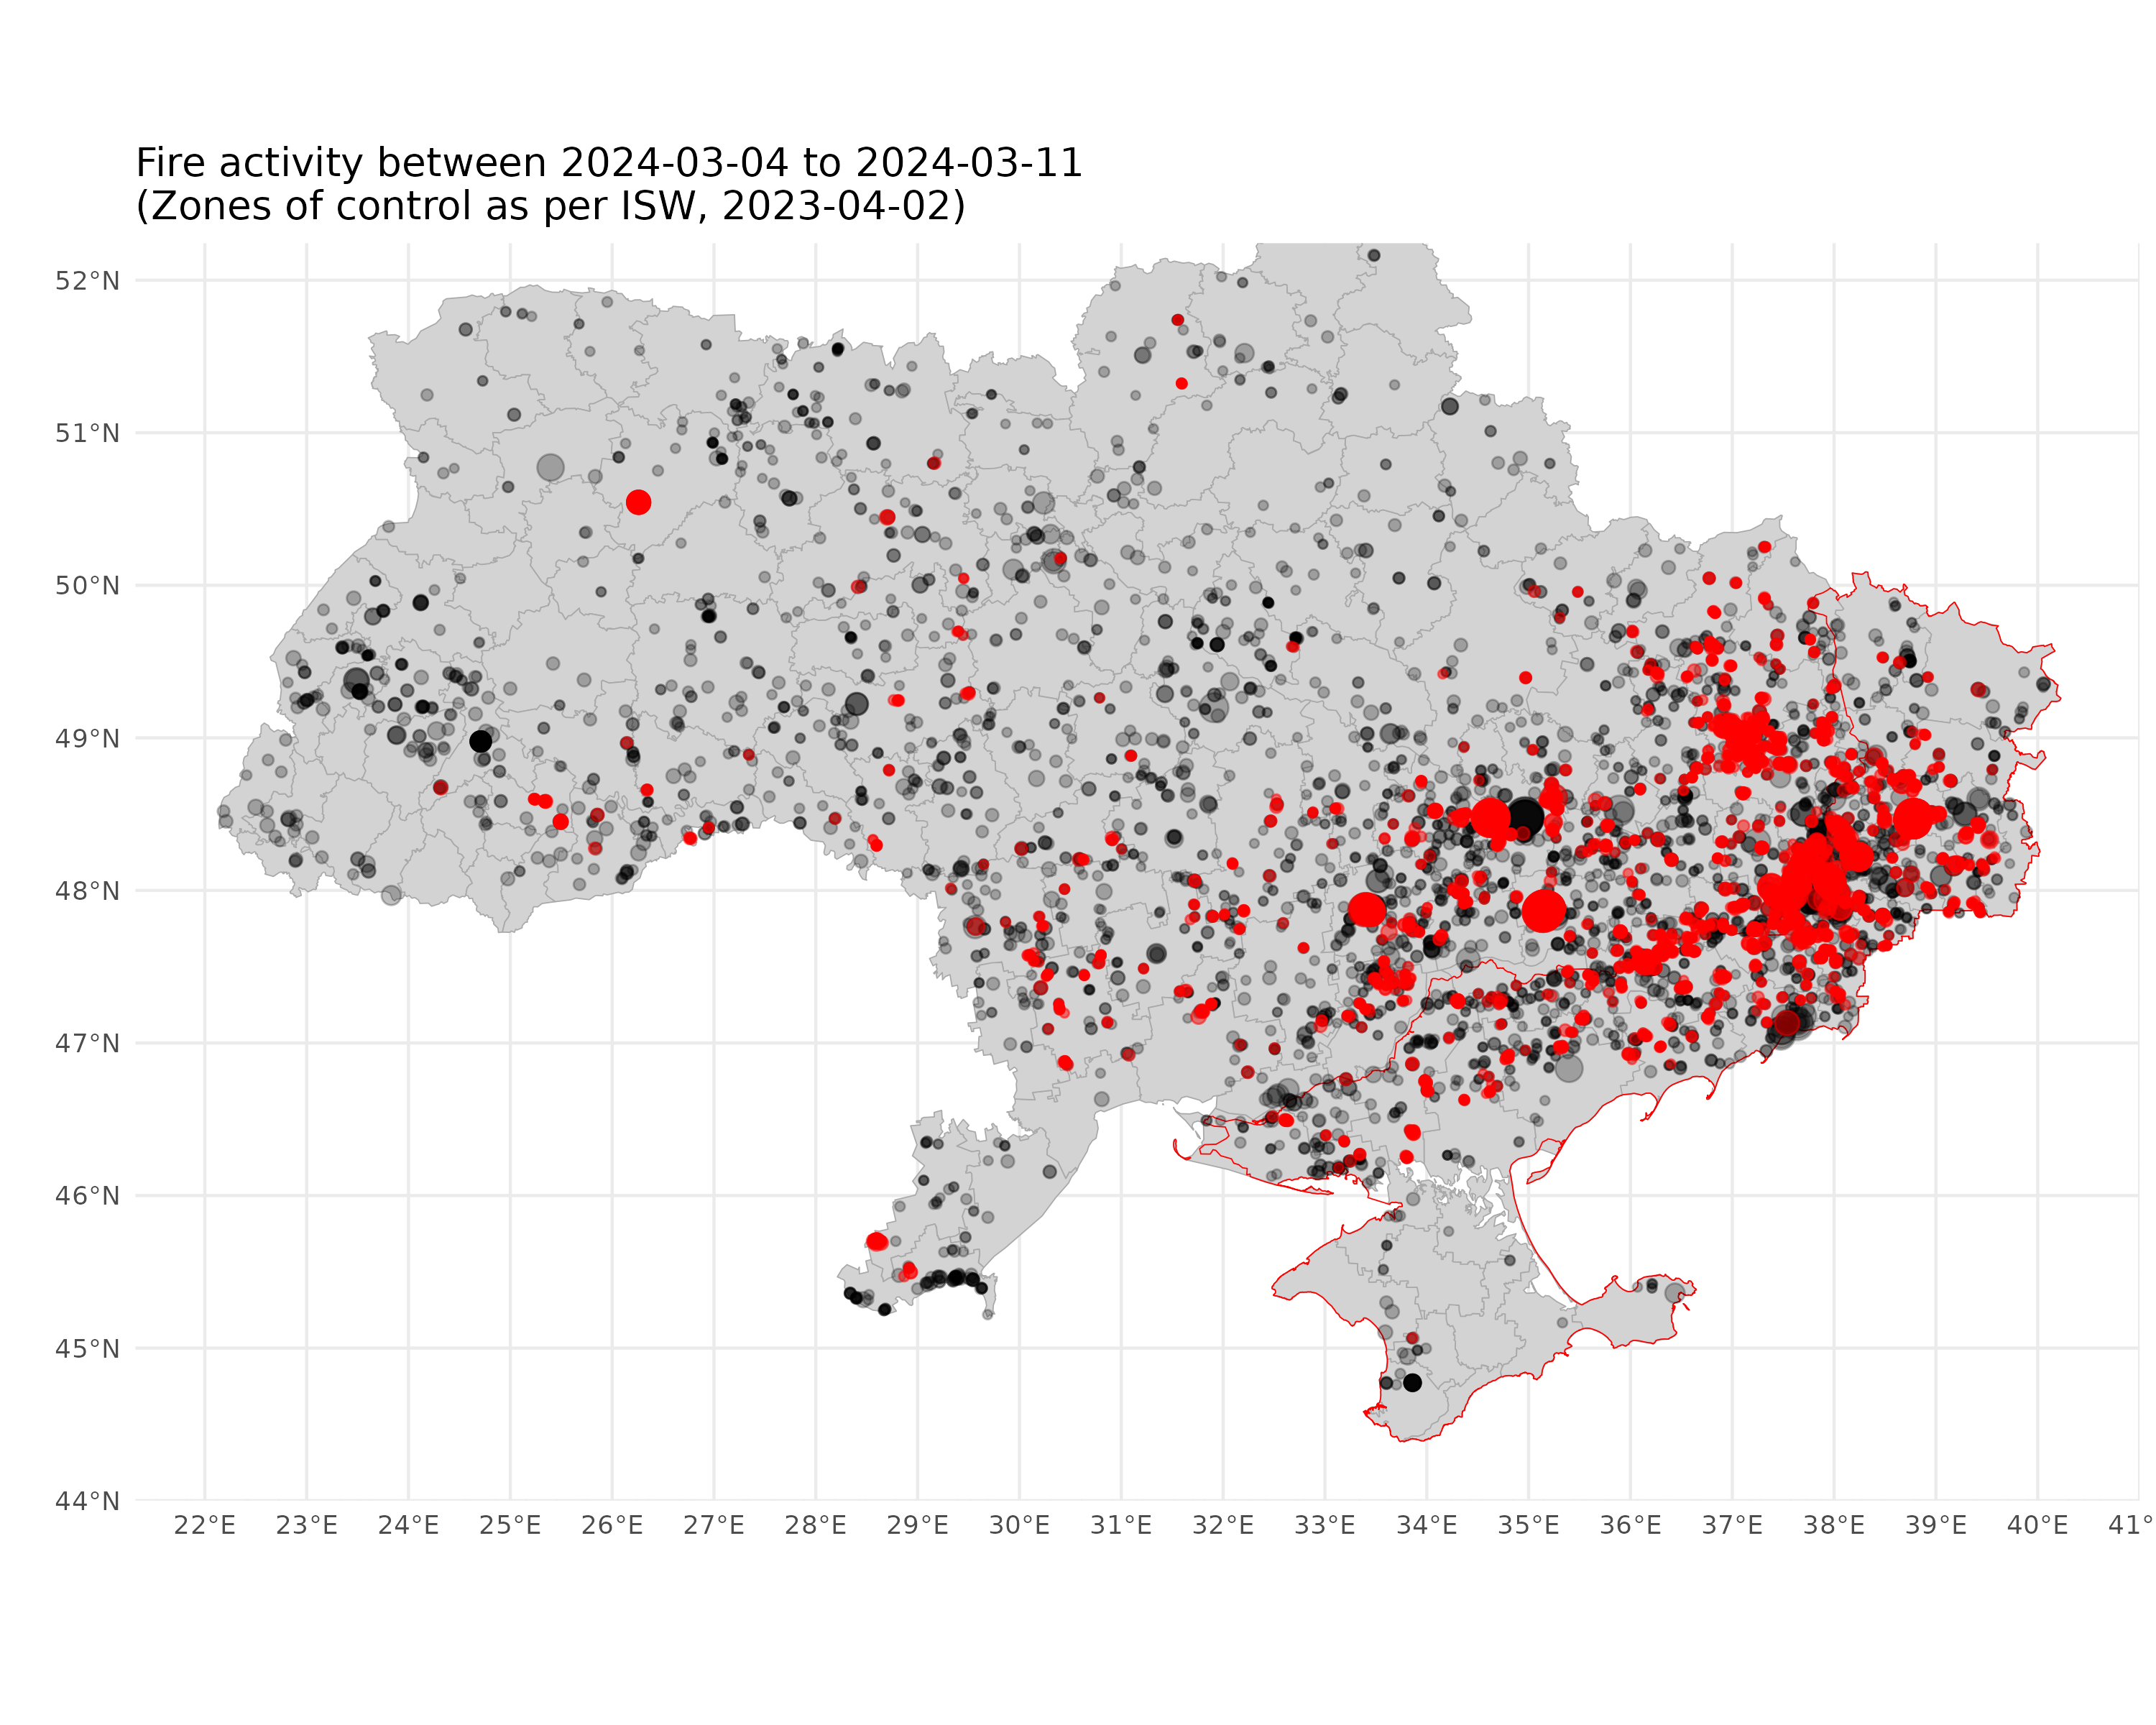 Fire activity between 2024-03-04 to 2024-03-11
(Zones of control as per ISW, 2023-04-02)
52°N
51°N
50°N
49°N
48°N
47°N
46°N
45°N
44°N
22°E 23°E 24°E 25°E 26°E 27°E 28°E 29°E 30°E 31°E 32°E 33°E 34°E 35°E 36°E 37°E 38°E 39°E 40°E 41°